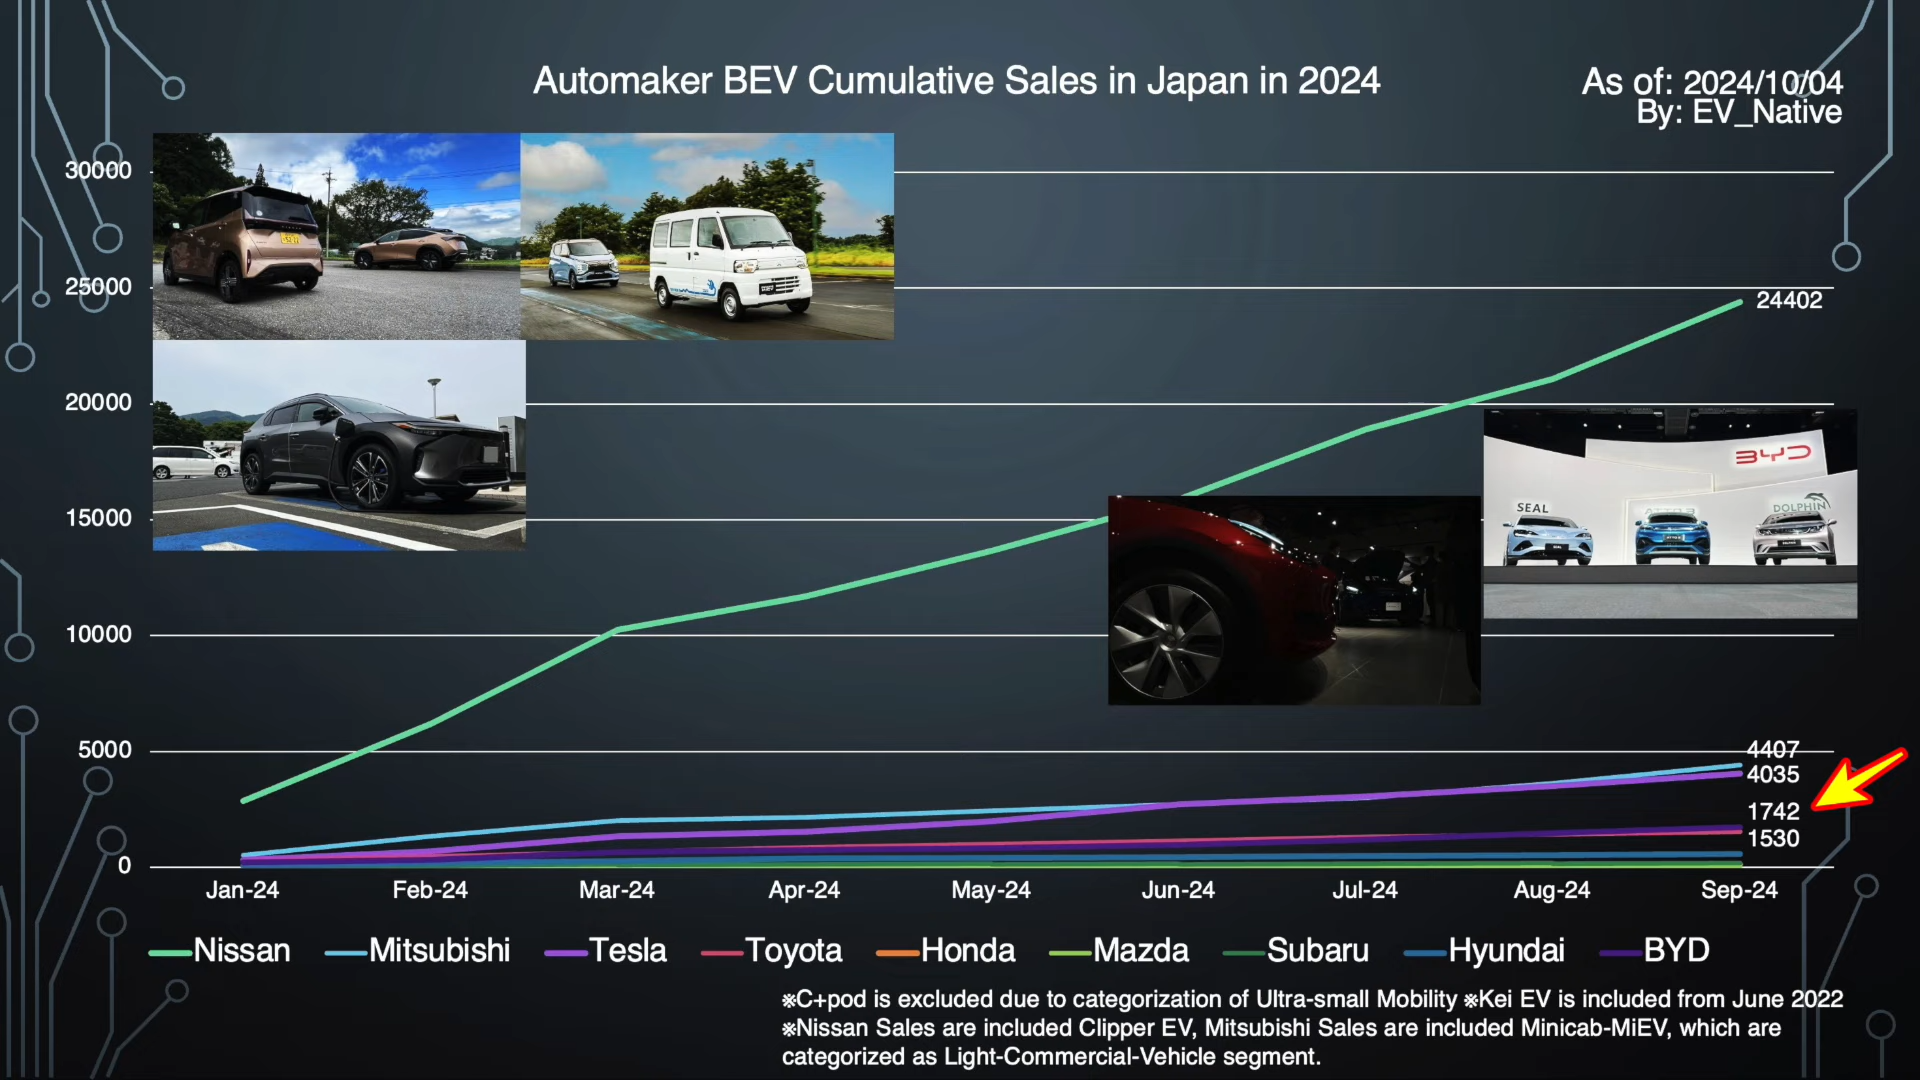 Automaker BEV Cumulative Sales in Japan in 2024
As of: 2024/10/04
By: EV_Native
30000
25000
20000
15000
10000
5000
0
24402
BYD
SEAL
DOLPHIN
4407
4035
1742
1530
Jan-24
Feb-24
Mar-24
Apr-24
May-24
Jun-24
Jul-24
Aug-24
Sep-24
Nissan
Mitsubishi
Tesla
Toyota
Honda
Mazda
Subaru
Hyundai
BYD
※C+pod is excluded due to categorization of Ultra-small Mobility ※Kei EV is included from June 2022
※Nissan Sales are included Clipper EV, Mitsubishi Sales are included Minicab-MiEV, which are
categorized as Light-Commercial-Vehicle segment.